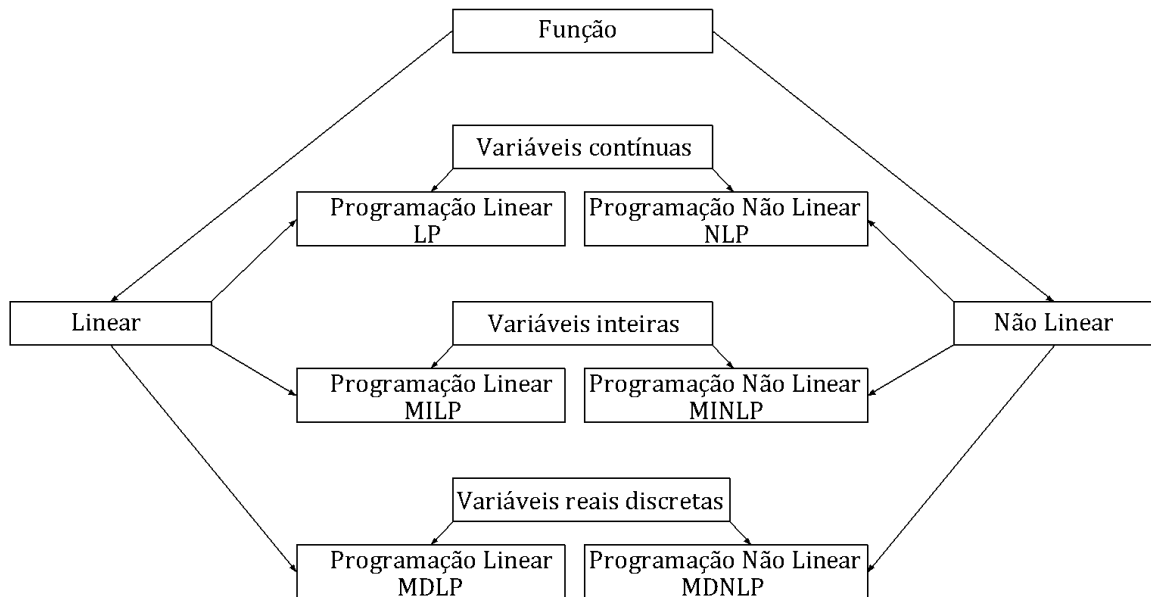 Função
Variáveis contínuas
Programação Linear
LP
Programação Não Linear
NLP
Linear
Variáveis inteiras
Não Linear
Programação Linear
MILP
Programação Não Linear
MINLP
Variáveis reais discretas
Programação Linear
MDLP
Programação Não Linear
MDNLP